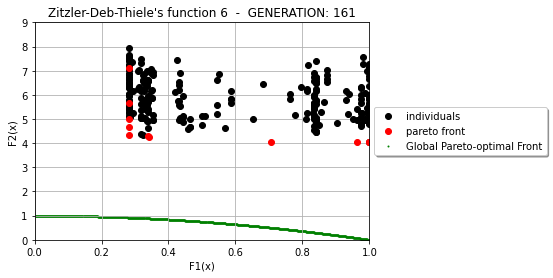 Zitzler-Deb-Thiele's function 6 - GENERATION: 161
9
8
7
6
5
4
3
2
1
0
F2(x)
0.0 0.2 0.4 0.6 0.8 1.0
F1(x)
individuals
pareto front
Global Pareto-optimal Front